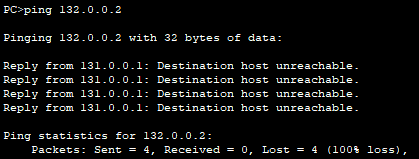 PC>ping 132.0.0.2
Pinging 132.0.0.2 with 32 bytes of data:
Reply from 131.0.0.1: Destination host unreachable.
Reply from 131.0.0.1: Destination host unreachable.
Reply from 131.0.0.1: Destination host unreachable.
Reply from 131.0.0.1: Destination host unreachable.
Ping statistics for 132.0.0.2:
Packets: Sent = 4, Received = 0, Lost = 4 (100% loss),